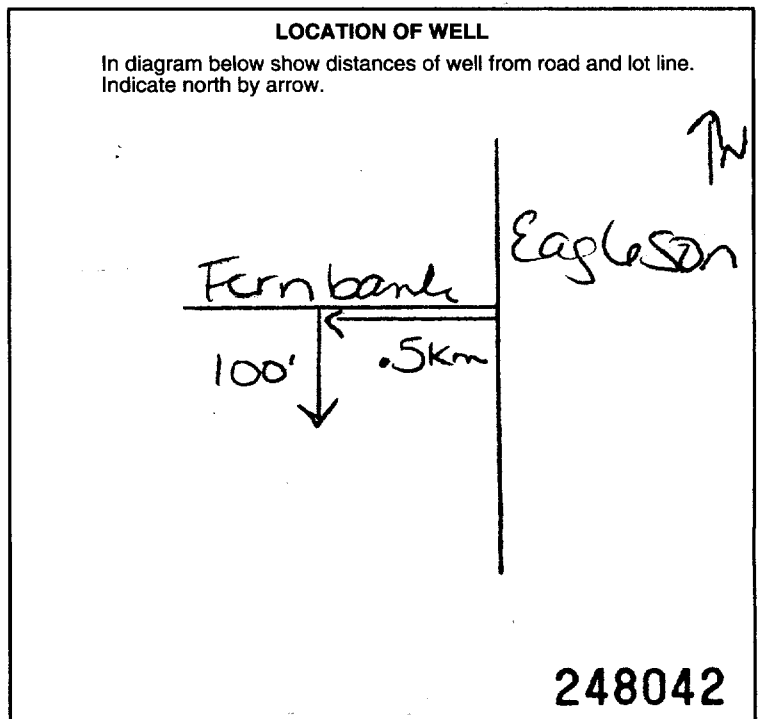 LOCATION OF WELL
In diagram below show distances of well from road and lot line.
Indicate north by arrow.
N
Eagleson
Fernbank
100'
.5km
248042